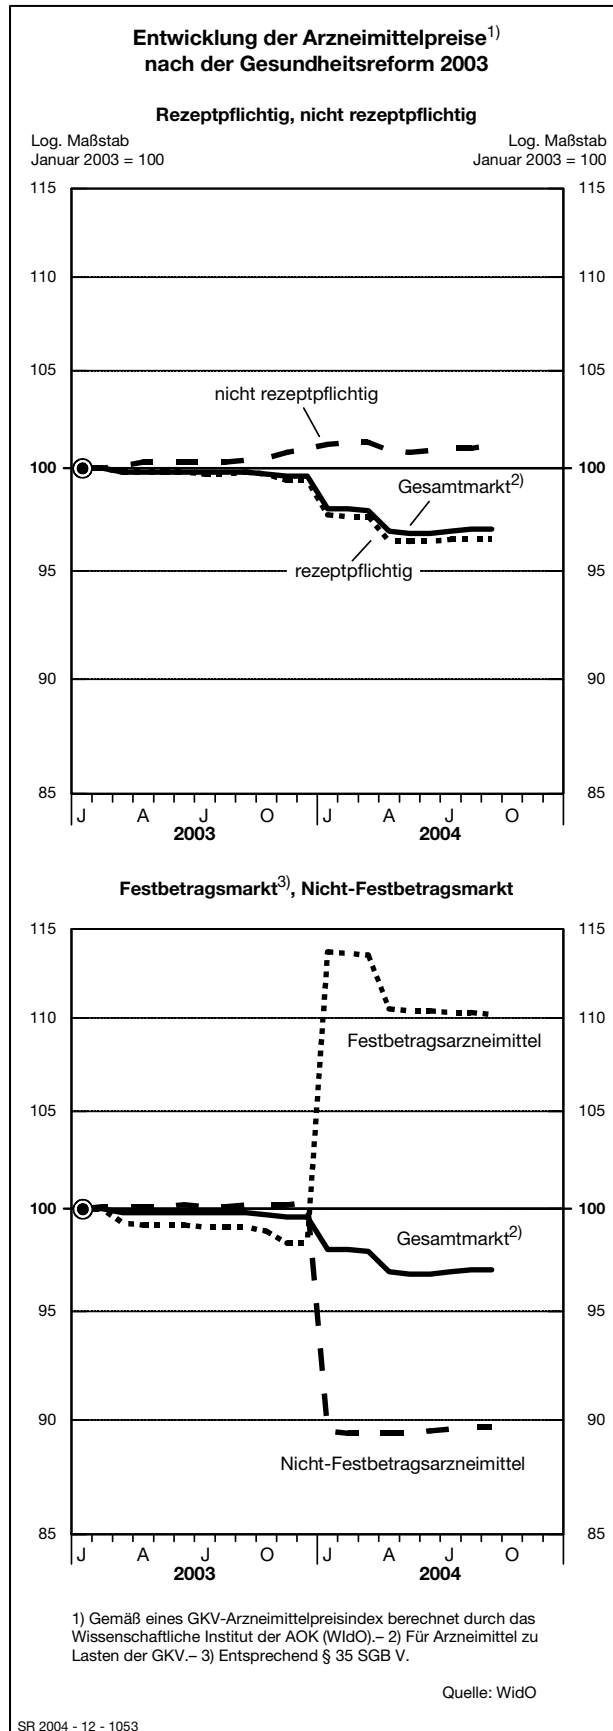 Entwicklung der Arzneimittelpreise1)
nach der Gesundheitsreform 2003
Rezeptpflichtig, nicht rezeptpflichtig
Log. Maßstab
Januar 2003 = 100
Log. Maßstab
Januar 2003 = 100
115 115
110 110
105 105
nicht rezeptpflichtig
100 100
Gesamtmarkt2)
rezeptpflichtig
95 95
90 90
85 85
J A J O J A J O
2003 2004
Festbetragsmarkt3), Nicht-Festbetragsmarkt
115 115
110 110
Festbetragsarzneimittel
105 105
100 100
Gesamtmarkt2)
95 95
90 90
Nicht-Festbetragsarzneimittel
85 85
J A J O J A J O
2003 2004
1) Gemäß eines GKV-Arzneimittelpreisindex berechnet durch das
Wissenschaftliche Institut der AOK (WIdO).– 2) Für Arzneimittel zu
Lasten der GKV.– 3) Entsprechend § 35 SGB V.
Quelle: WidO
SR 2004 - 12 - 1053